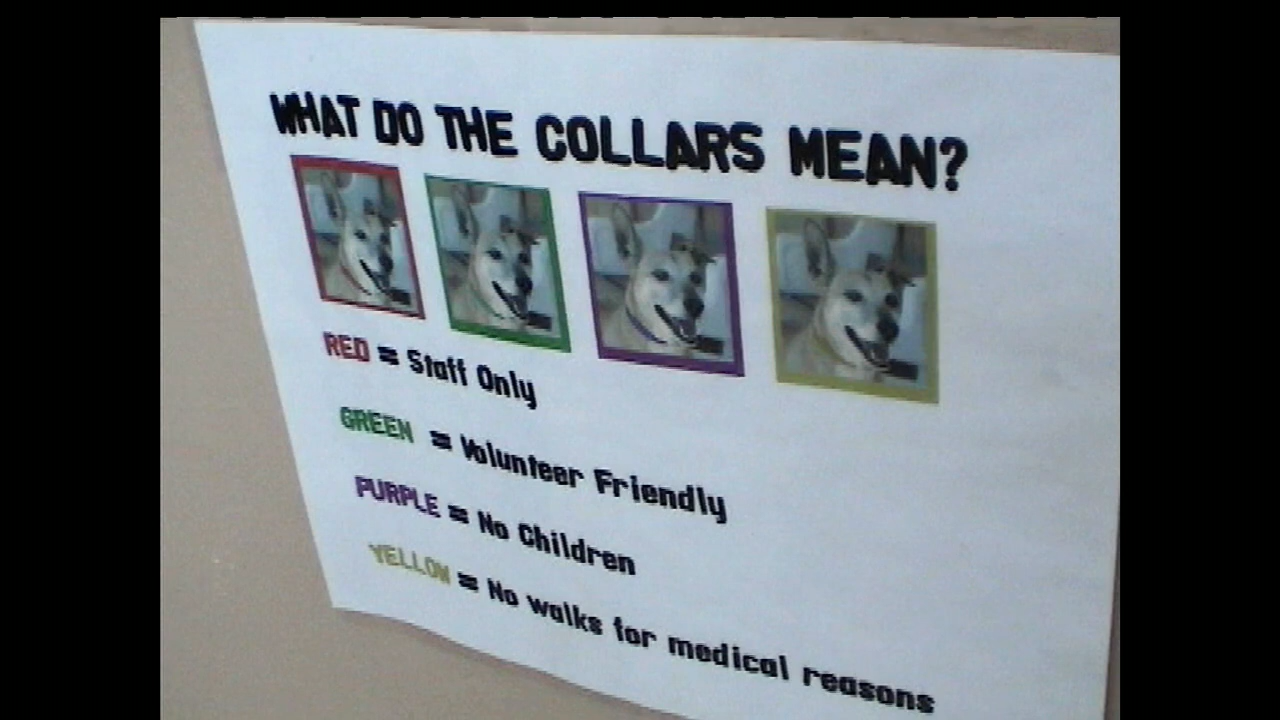 WHAT DO THE COLLARS MEAN?
RED = Staff Only
GREEN = Volunteer Friendly
PURPLE = No Children
YELLOW = No walks for medical reasons